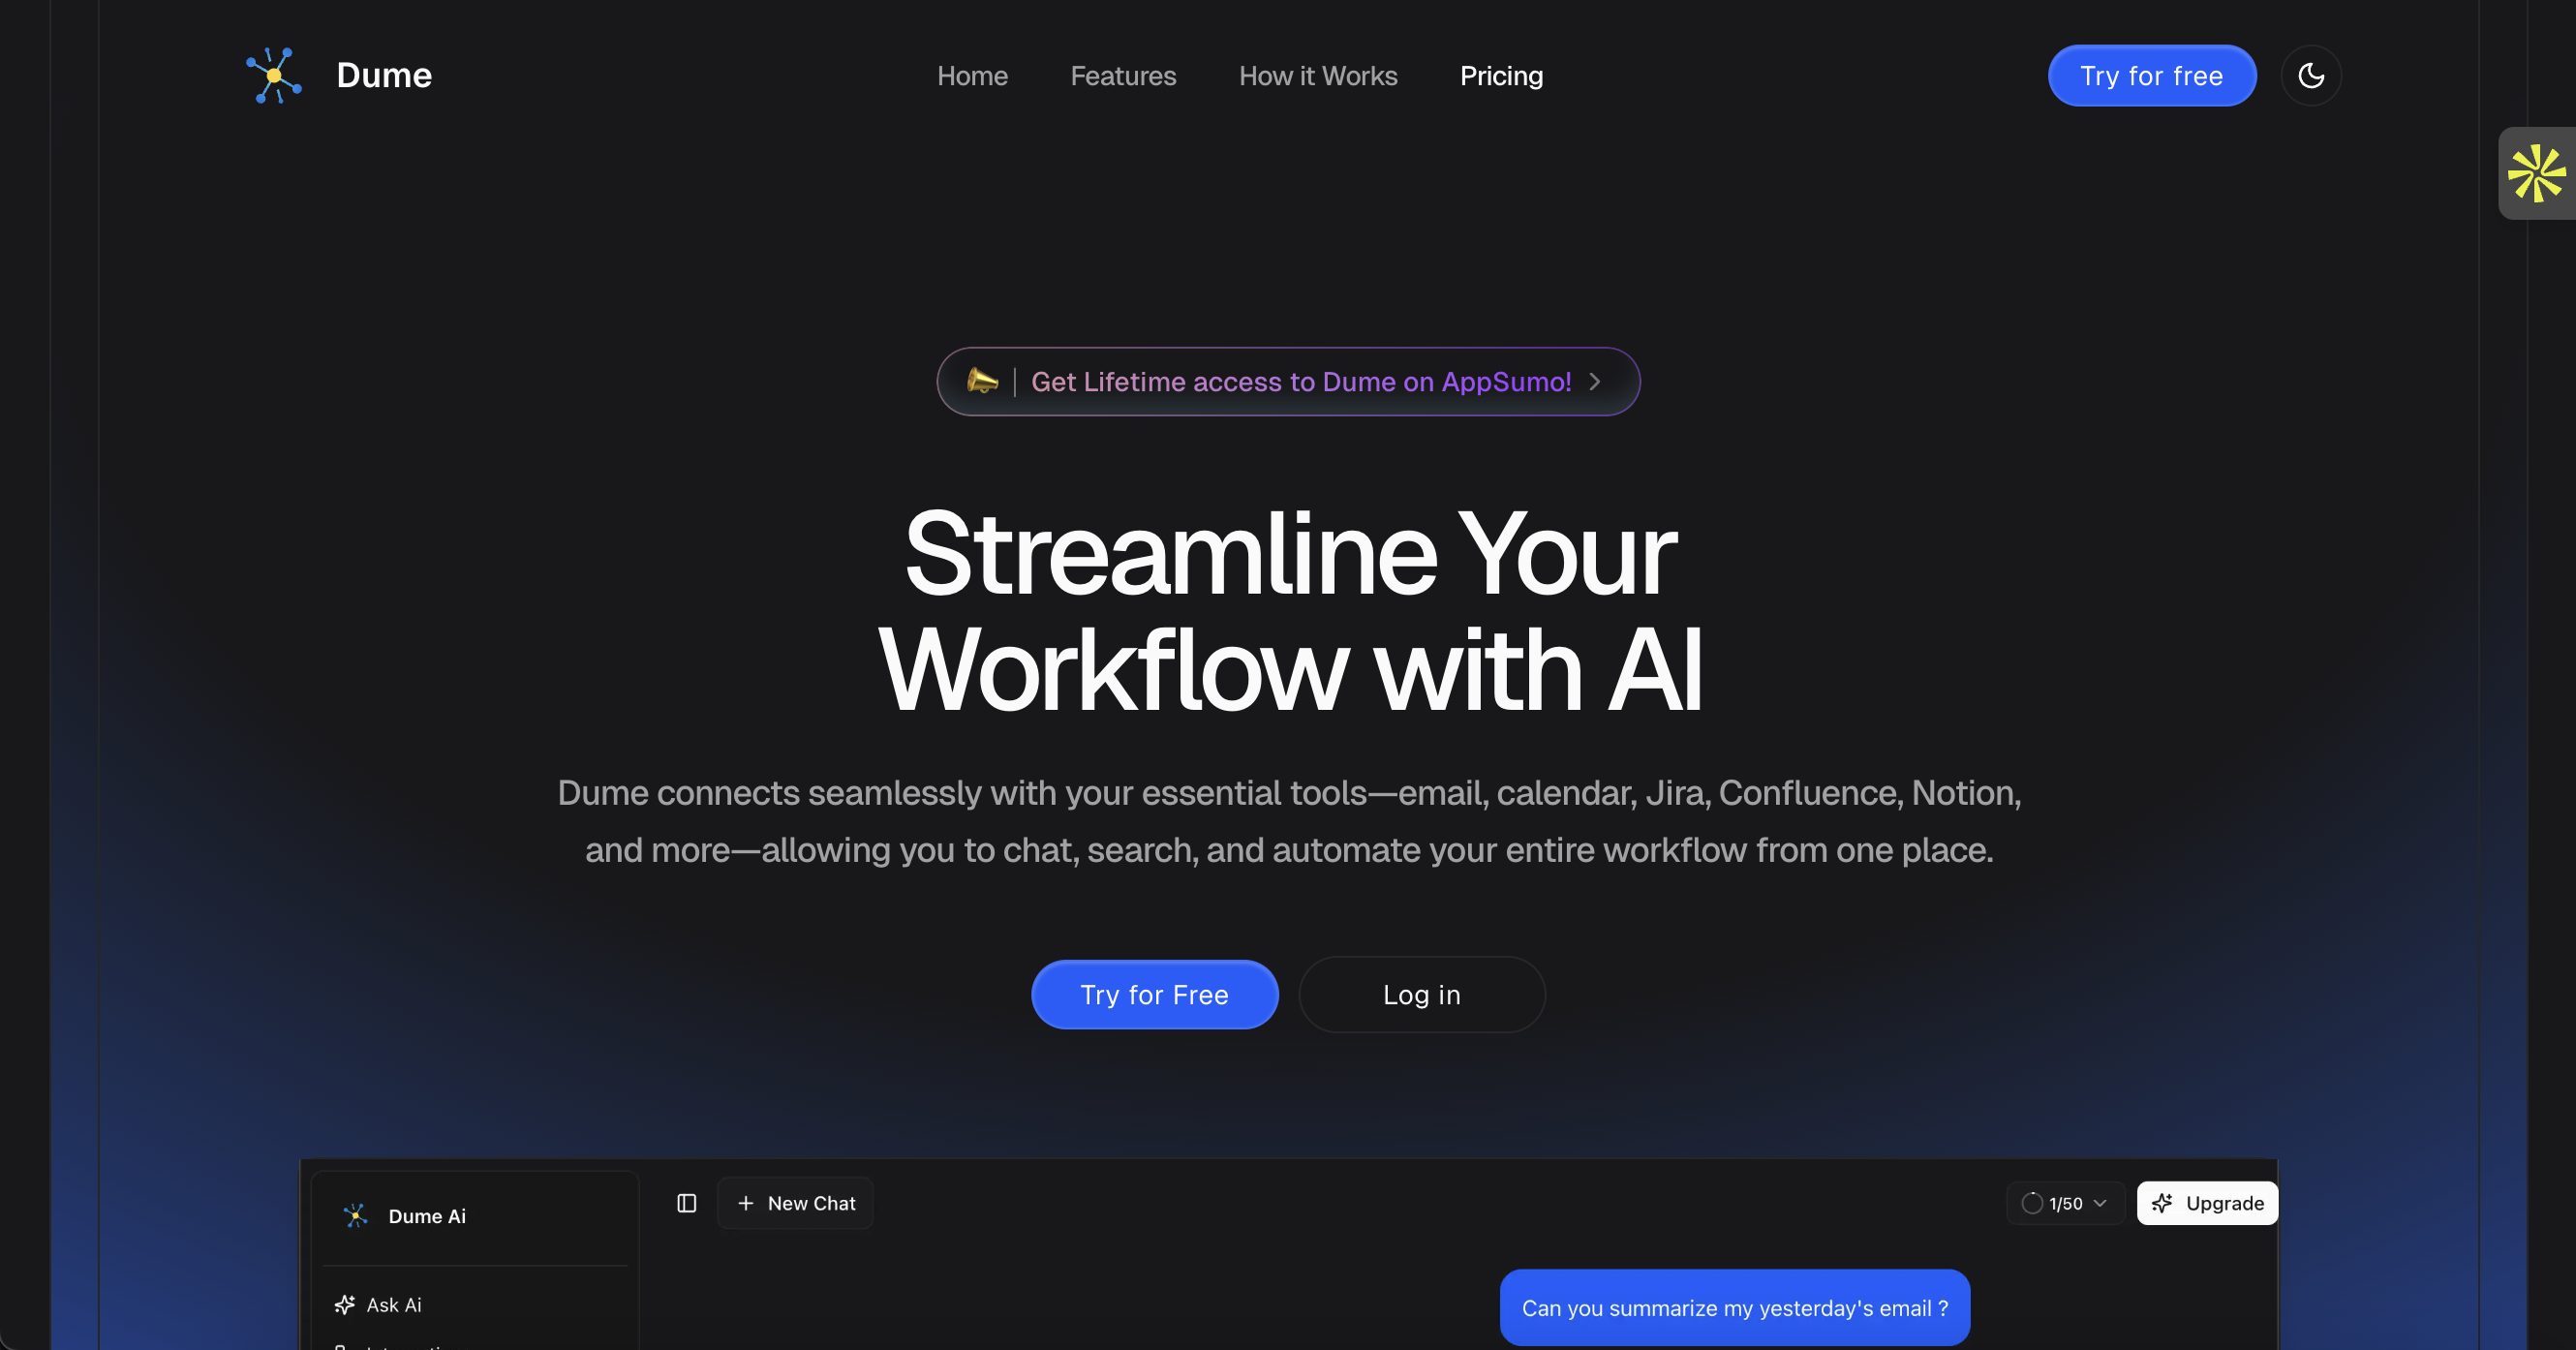 Dume
Home
Features
How it Works
Pricing
Try for free
Get Lifetime access to Dume on AppSumo!
Streamline Your
Workflow with AI
Dume connects seamlessly with your essential tools—email, calendar, Jira, Confluence, Notion,
and more—allowing you to chat, search, and automate your entire workflow from one place.
Try for Free
Log in
Dume Ai
New Chat
1/50
Upgrade
Ask Ai
Can you summarize my yesterday's email ?